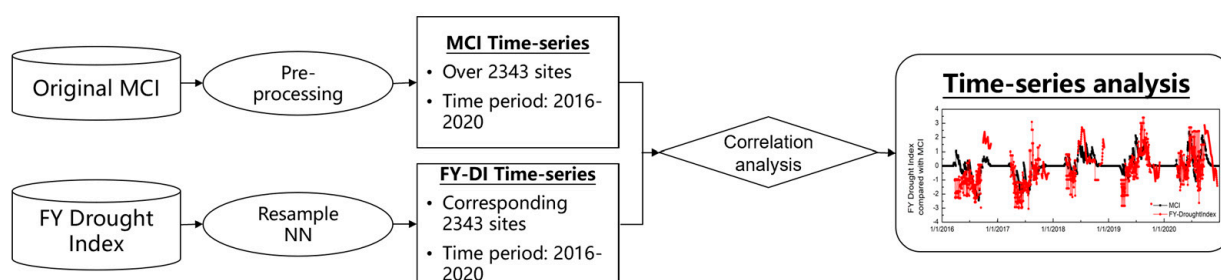 Original MCI
Pre-
processing
MCI Time-series
• Over 2343 sites
• Time period: 2016-
2020
FY Drought
Index
Resample
NN
FY-DI Time-series
• Corresponding
2343 sites
• Time period: 2016-
2020
Correlation
analysis
Time-series analysis
FY Drought Index
compared with MCI
4
3
2
1
0
-1
-2
-3
-4
MCI
FY-DroughtIndex
1/1/2016
1/1/2017
1/1/2018
1/1/2019
1/1/2020